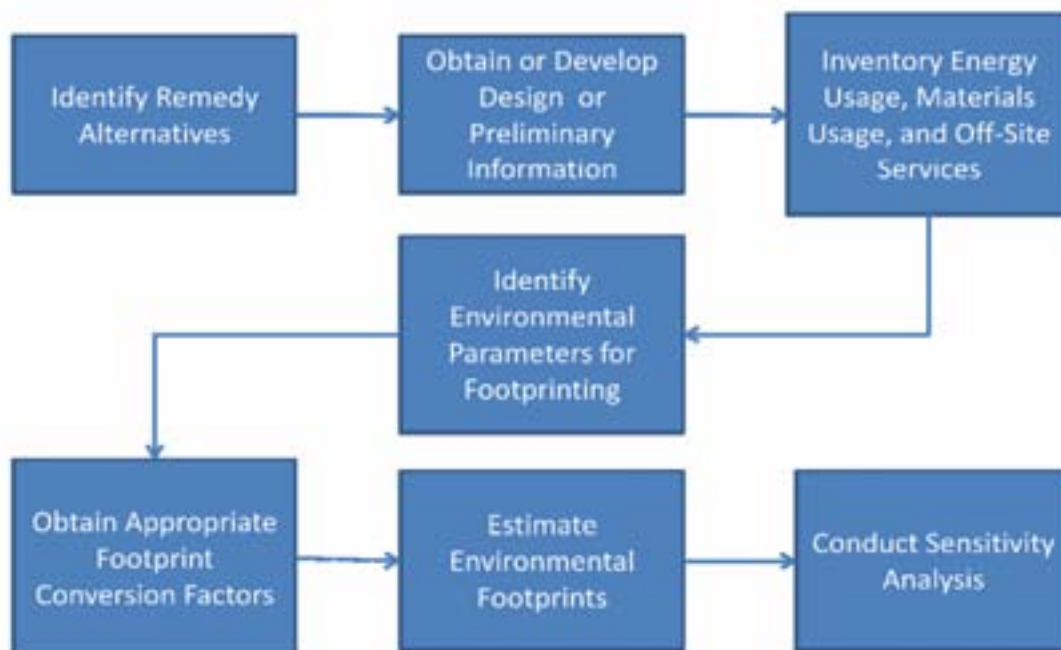 Identify Remedy
Alternatives
Obtain or Develop
Design or
Preliminary
Information
Inventory Energy
Usage, Materials
Usage, and Off-Site
Services
Identify
Environmental
Parameters for
Footprinting
Obtain Appropriate
Footprint
Conversion Factors
Estimate
Environmental
Footprints
Conduct Sensitivity
Analysis